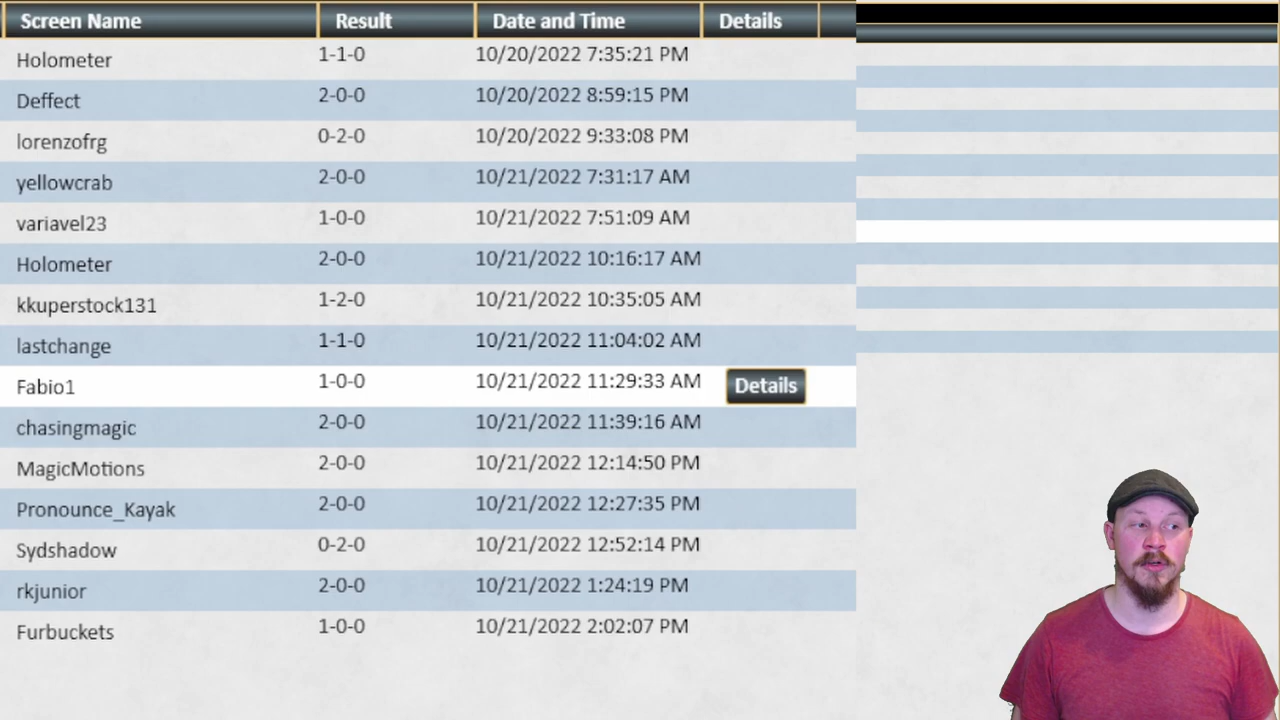 Screen Name Result Date and Time Details
Holometer 1-1-0 10/20/2022 7:35:21 PM
Deffect 2-0-0 10/20/2022 8:59:15 PM
lorenzofrg 0-2-0 10/20/2022 9:33:08 PM
yellowcrab 2-0-0 10/21/2022 7:31:17 AM
variavel23 1-0-0 10/21/2022 7:51:09 AM
Holometer 2-0-0 10/21/2022 10:16:17 AM
kkuperstock131 1-2-0 10/21/2022 10:35:05 AM
lastchange 1-1-0 10/21/2022 11:04:02 AM
Fabio1 1-0-0 10/21/2022 11:29:33 AM Details
chasingmagic 2-0-0 10/21/2022 11:39:16 AM
MagicMotions 2-0-0 10/21/2022 12:14:50 PM
Pronounce_Kayak 2-0-0 10/21/2022 12:27:35 PM
Sydshadow 0-2-0 10/21/2022 12:52:14 PM
rkjunior 2-0-0 10/21/2022 1:24:19 PM
Furbuckets 1-0-0 10/21/2022 2:02:07 PM